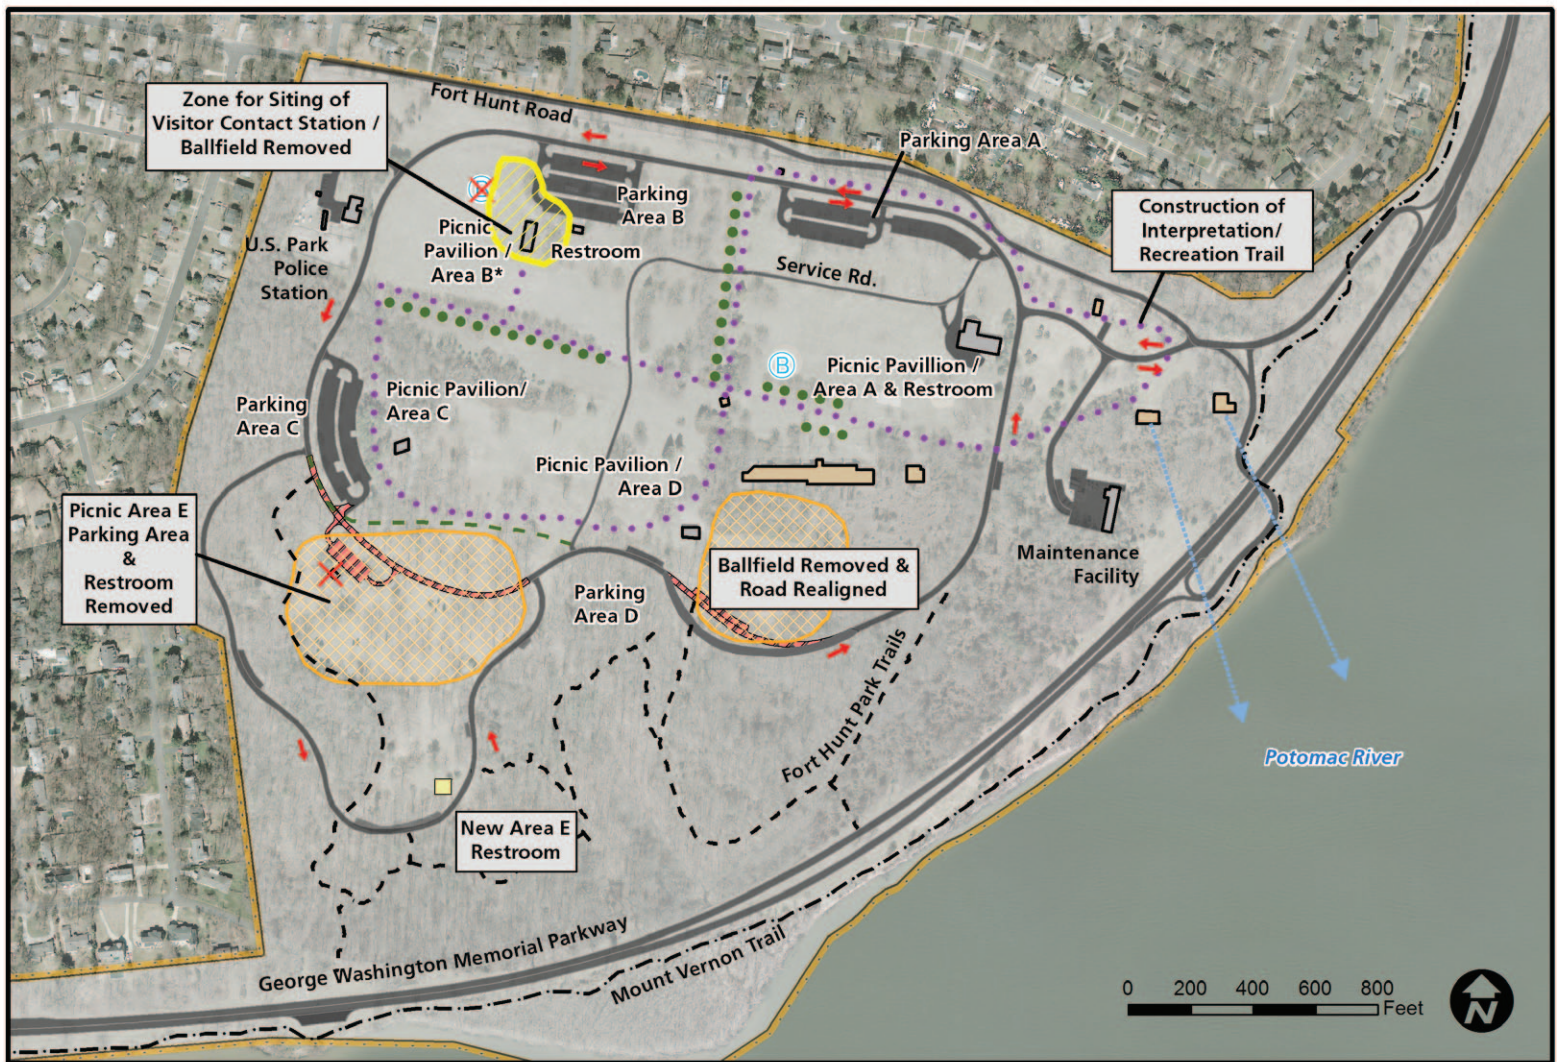 Fort Hunt Road
Zone for Siting of
Visitor Contact Station /
Ballfield Removed
Parking Area A
Parking
Area B
Construction of
Interpretation/
Recreation Trail
Picnic
Pavilion /
Area B*
Restroom
U.S. Park
Police
Station
Service Rd.
B
Picnic Pavillion /
Area A & Restroom
Picnic Pavilion/
Area C
Parking
Area C
Picnic Pavilion /
Area D
Picnic Area E
Parking Area
&
Restroom
Removed
Ballfield Removed &
Road Realigned
Maintenance
Facility
Parking
Area D
Fort Hunt Park Trails
Potomac River
New Area E
Restroom
George Washington Memorial Parkway
Mount Vernon Trail
0 200 400 600 800
Feet
N